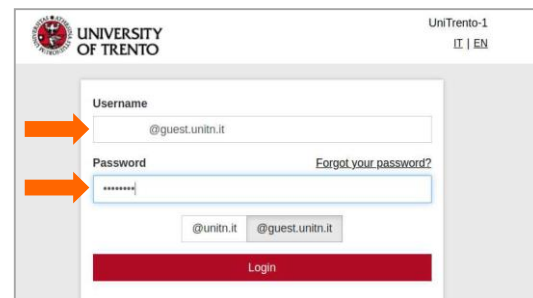 UNIVERSITY
OF TRENTO
UniTrento-1
IT | EN
Username
@guest.unitn.it
Password Forgot your password?
••••••••
@unitn.it @guest.unitn.it
Login